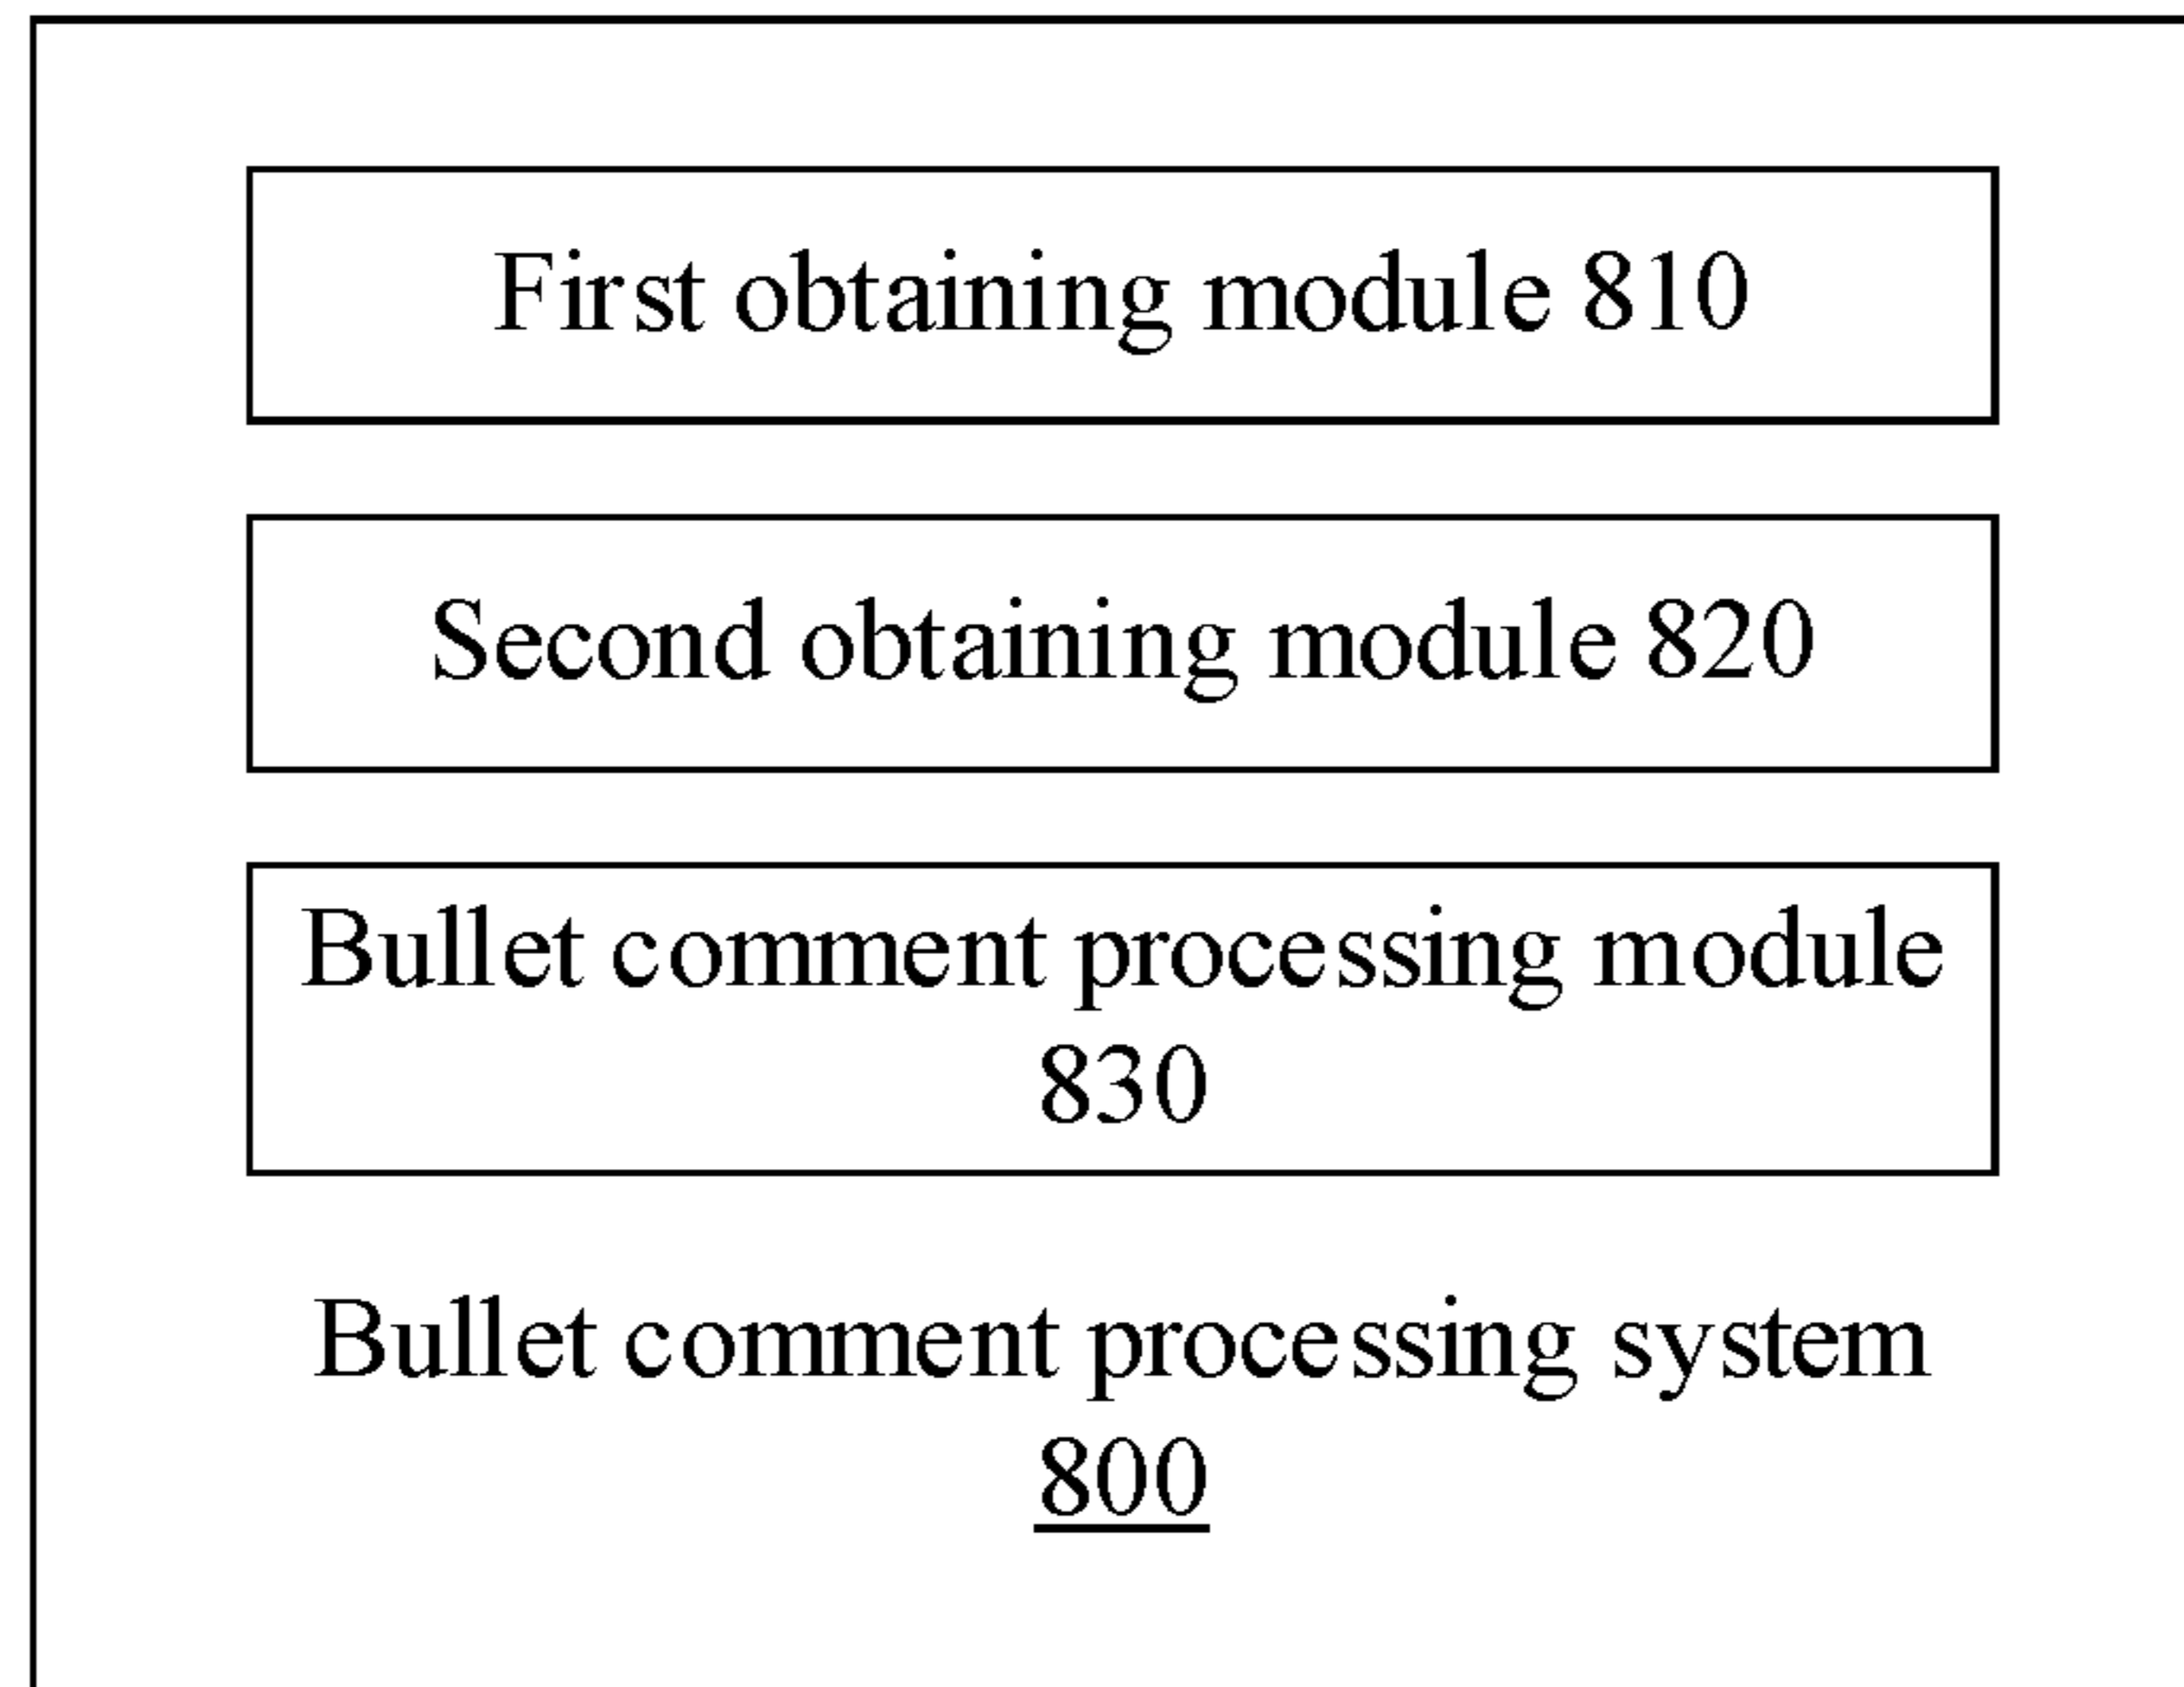 First obtaining module 810
Second obtaining module 820
Bullet comment processing module
830
Bullet comment processing system
800